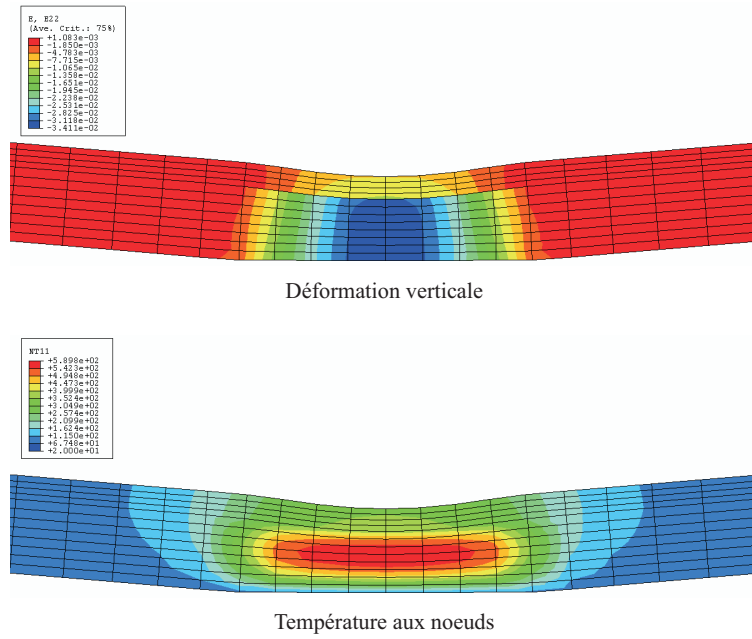 E, E22
(Ave. Crit.: 75%)
+1.083e-03
-1.850e-03
-4.783e-03
-7.715e-03
-1.065e-02
-1.358e-02
-1.651e-02
-1.945e-02
-2.238e-02
-2.531e-02
-2.825e-02
-3.118e-02
-3.411e-02
Déformation verticale
NT11
+5.898e+02
+5.423e+02
+4.948e+02
+4.473e+02
+3.999e+02
+3.524e+02
+3.049e+02
+2.574e+02
+2.099e+02
+1.624e+02
+1.150e+02
+6.748e+01
+2.000e+01
Température aux noeuds